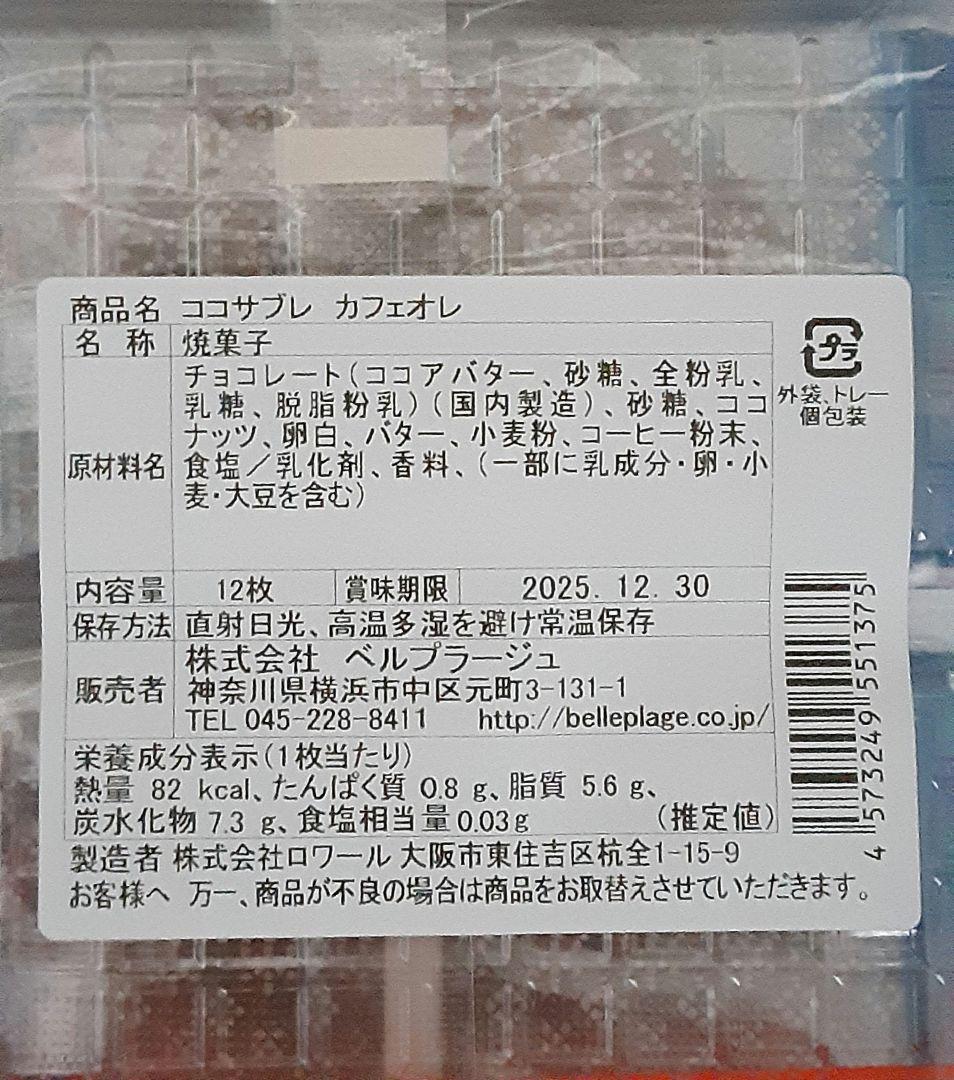 商品名 ココサブレ カフェオレ
名 称 焼菓子
原材料名
チョコレート(ココアバター、砂糖、全粉乳、
乳糖、脱脂粉乳)(国内製造)、砂糖、ココ
ナッツ、卵白、バター、小麦粉、コーヒー粉末、
食塩/乳化剤、香料、(一部に乳成分・卵・小
麦・大豆を含む)
プラ
外袋、トレー
個包装
内容量 12枚 賞味期限 2025. 12. 30
保存方法 直射日光、高温多湿を避け常温保存
販売者
株式会社 ベルプラージュ
神奈川県横浜市中区元町3-131-1
TEL 045-228-8411 http://belleplage.co.jp/
栄養成分表示(1枚当たり)
熱量 82 kcal、たんぱく質 0.8 g、脂質 5.6 g、
炭水化物 7.3 g、食塩相当量 0.03g (推定値)
製造者 株式会社ロワール 大阪市東住吉区杭全1-15-9
お客様へ 万一、商品が不良の場合は商品をお取替えさせていただきます。
4573249551375